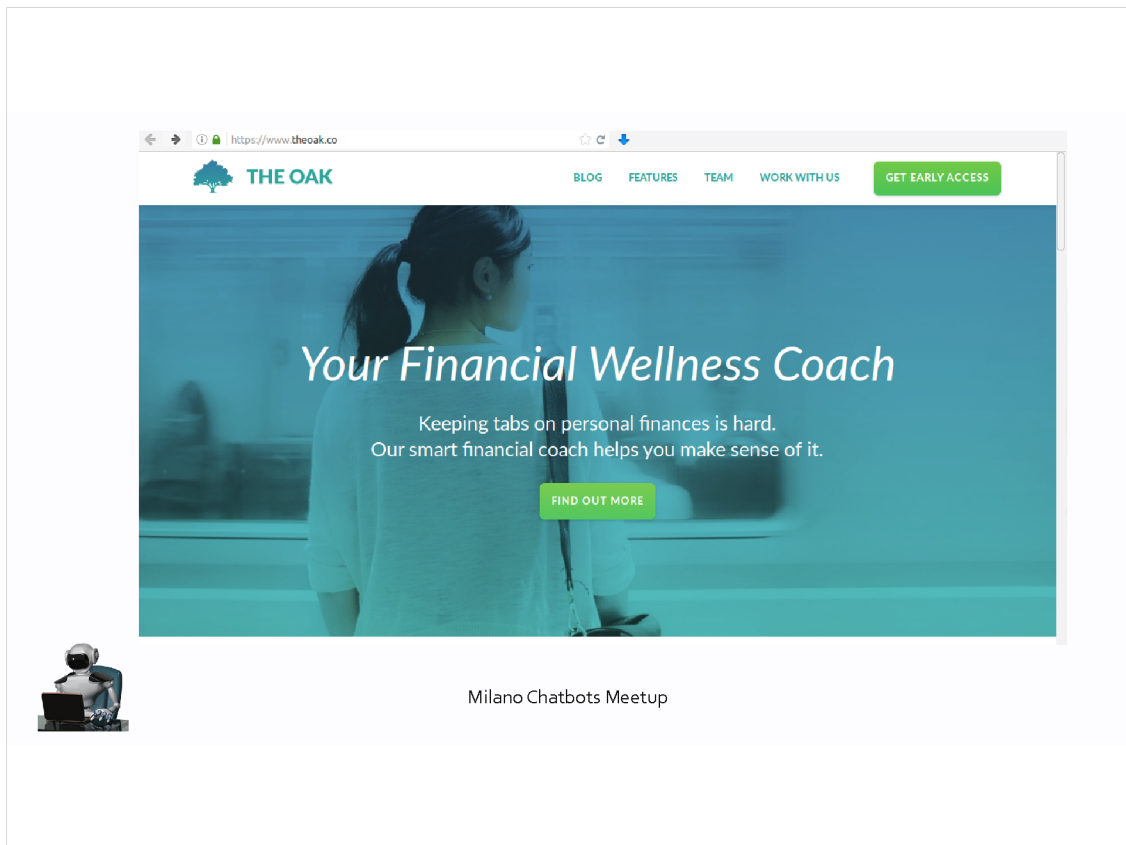 https://www.theoak.co
THE OAK
BLOG FEATURES TEAM WORK WITH US GET EARLY ACCESS
Your Financial Wellness Coach
Keeping tabs on personal finances is hard.
Our smart financial coach helps you make sense of it.
FIND OUT MORE
Milano Chatbots Meetup